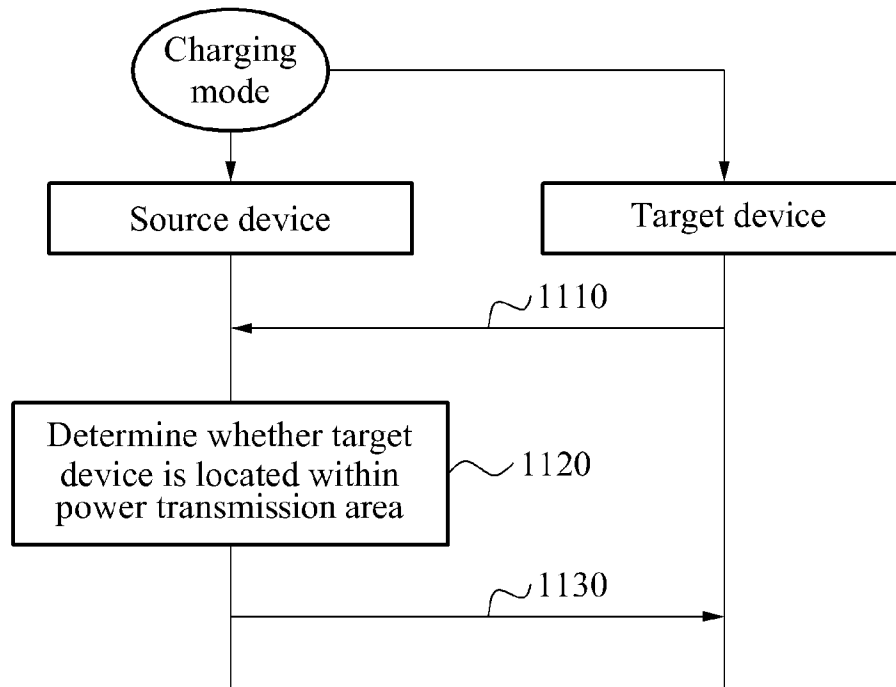 Charging
mode
Source device
Target device
1110
Determine whether target
device is located within
power transmission area
1120
1130